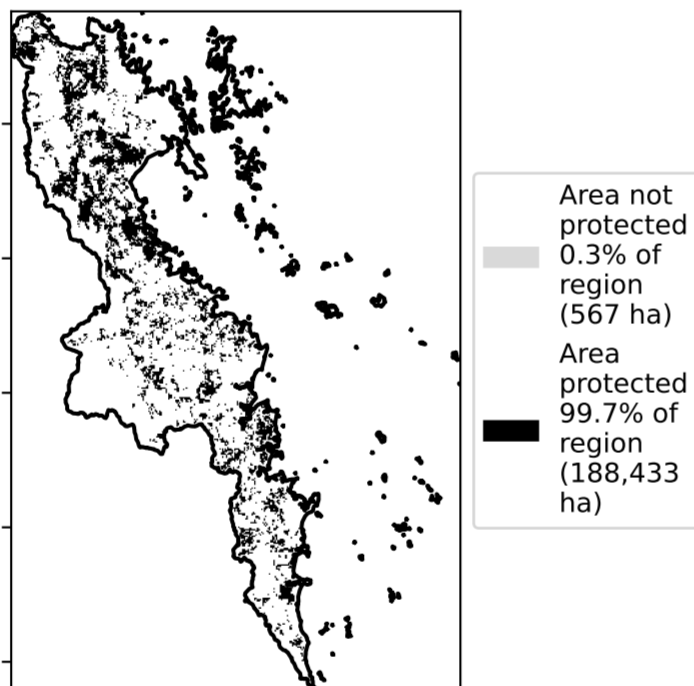 Area not
protected
0.3% of
region
(567 ha)
Area
protected
99.7% of
region
(188,433
ha)